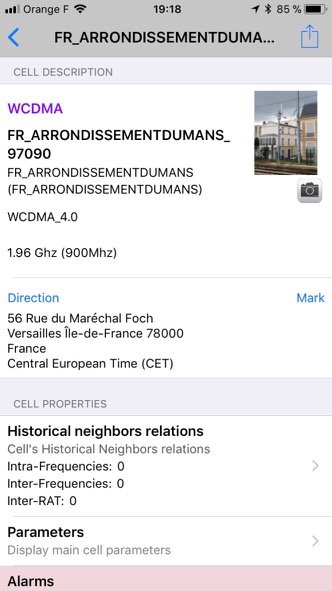 Orange F 19:18 85 %
FR_ARRONDISSEMENTDUMA...
CELL DESCRIPTION
WCDMA
FR_ARRONDISSEMENTDUMANS_
97090
FR_ARRONDISSEMENTDUMANS
(FR_ARRONDISSEMENTDUMANS)
WCDMA_4.0
1.96 Ghz (900Mhz)
Direction Mark
56 Rue du Maréchal Foch
Versailles Île-de-France 78000
France
Central European Time (CET)
CELL PROPERTIES
Historical neighbors relations
Cell's Historical Neighbors relations
Intra-Frequencies: 0
Inter-Frequencies: 0
Inter-RAT: 0
Parameters
Display main cell parameters
Alarms